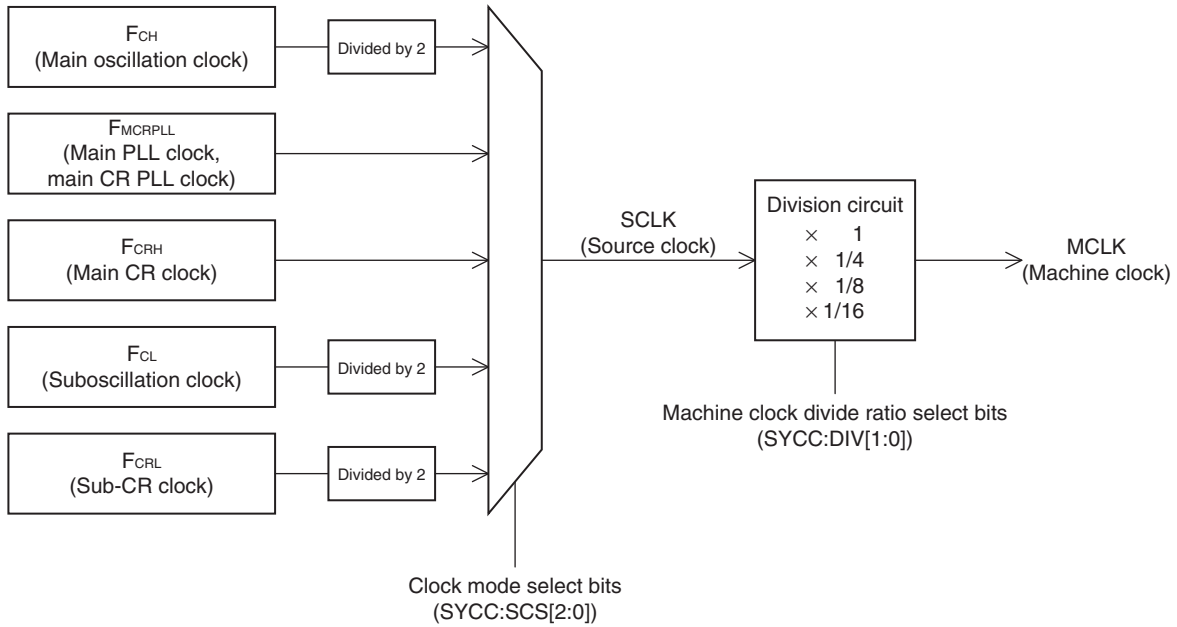 FCH
(Main oscillation clock)
Divided by 2
FMCRPLL
(Main PLL clock,
main CR PLL clock)
FCRH
(Main CR clock)
FCL
(Suboscillation clock)
Divided by 2
FCRL
(Sub-CR clock)
Divided by 2
Clock mode select bits
(SYCC:SCS[2:0])
SCLK
(Source clock)
Division circuit
× 1
× 1/4
× 1/8
× 1/16
Machine clock divide ratio select bits
(SYCC:DIV[1:0])
MCLK
(Machine clock)